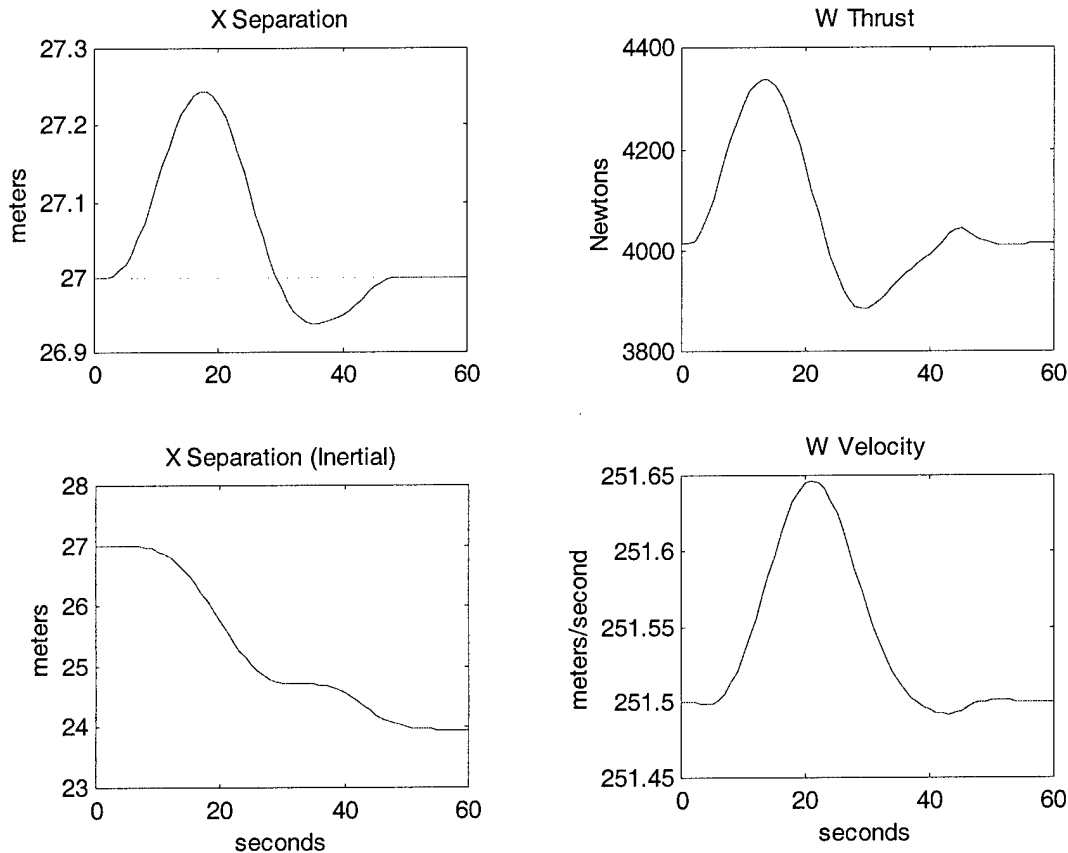 X Separation
27.3
27.2
27.1
27
26.9
meters
0 20 40 60
W Thrust
4400
4200
4000
3800
Newtons
0 20 40 60
X Separation (Inertial)
28
27
26
25
24
23
meters
0 20 40 60
seconds
W Velocity
251.65
251.6
251.55
251.5
251.45
meters/second
0 20 40 60
seconds